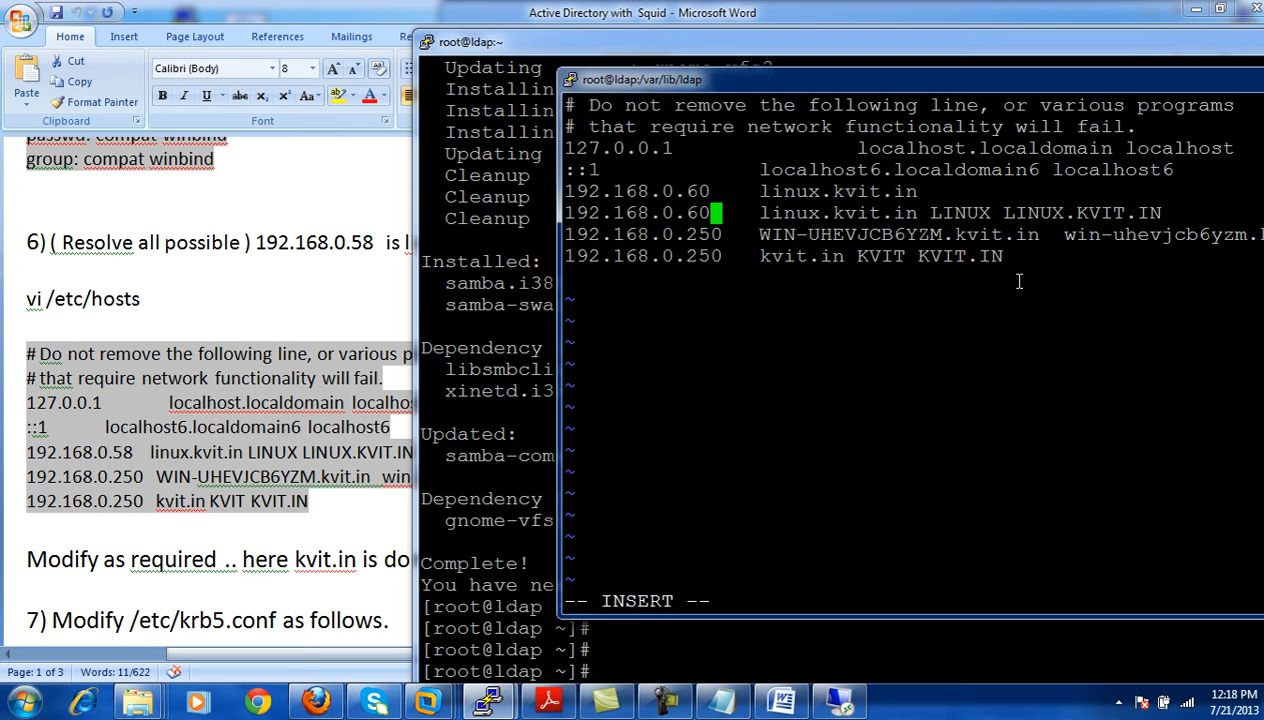 Active Directory with Squid - Microsoft Word
Home Insert Page Layout References Mailings
Paste
Cut
Copy
Format Painter
Clipboard
Calibri (Body) 8
B I U abc x₂ x² Aa A
Font
passwd: compat winbind
group: compat winbind
6) ( Resolve all possible ) 192.168.0.58 is l
vi /etc/hosts
# Do not remove the following line, or various p
# that require network functionality will fail.
127.0.0.1 localhost.localdomain localhos
::1 localhost6.localdomain6 localhost6
192.168.0.58 linux.kvit.in LINUX LINUX.KVIT.IN
192.168.0.250 WIN-UHEVJCB6YZM.kvit.in win
192.168.0.250 kvit.in KVIT KVIT.IN
Modify as required .. here kvit.in is do
7) Modify /etc/krb5.conf as follows.
Page: 1 of 3 Words: 11/622
root@ldap:~
Updating
Installin
Installin
Installin
Updating
Cleanup
Cleanup
Cleanup
Installed:
samba.i38
samba-swa
Dependency
libsmbcli
xinetd.i3
Updated:
samba-com
Dependency
gnome-vfs
Complete!
You have ne
[root@ldap
[root@ldap ~]#
[root@ldap ~]#
[root@ldap ~]#
root@ldap:/var/lib/ldap
# Do not remove the following line, or various programs
# that require network functionality will fail.
127.0.0.1 localhost.localdomain localhost
::1 localhost6.localdomain6 localhost6
192.168.0.60 linux.kvit.in
192.168.0.60 linux.kvit.in LINUX LINUX.KVIT.IN
192.168.0.250 WIN-UHEVJCB6YZM.kvit.in win-uhevjcb6yzm.k
192.168.0.250 kvit.in KVIT KVIT.IN
~
~
~
~
~
~
~
~
~
~
~
~
~
~
-- INSERT --
12:18 PM
7/21/2013